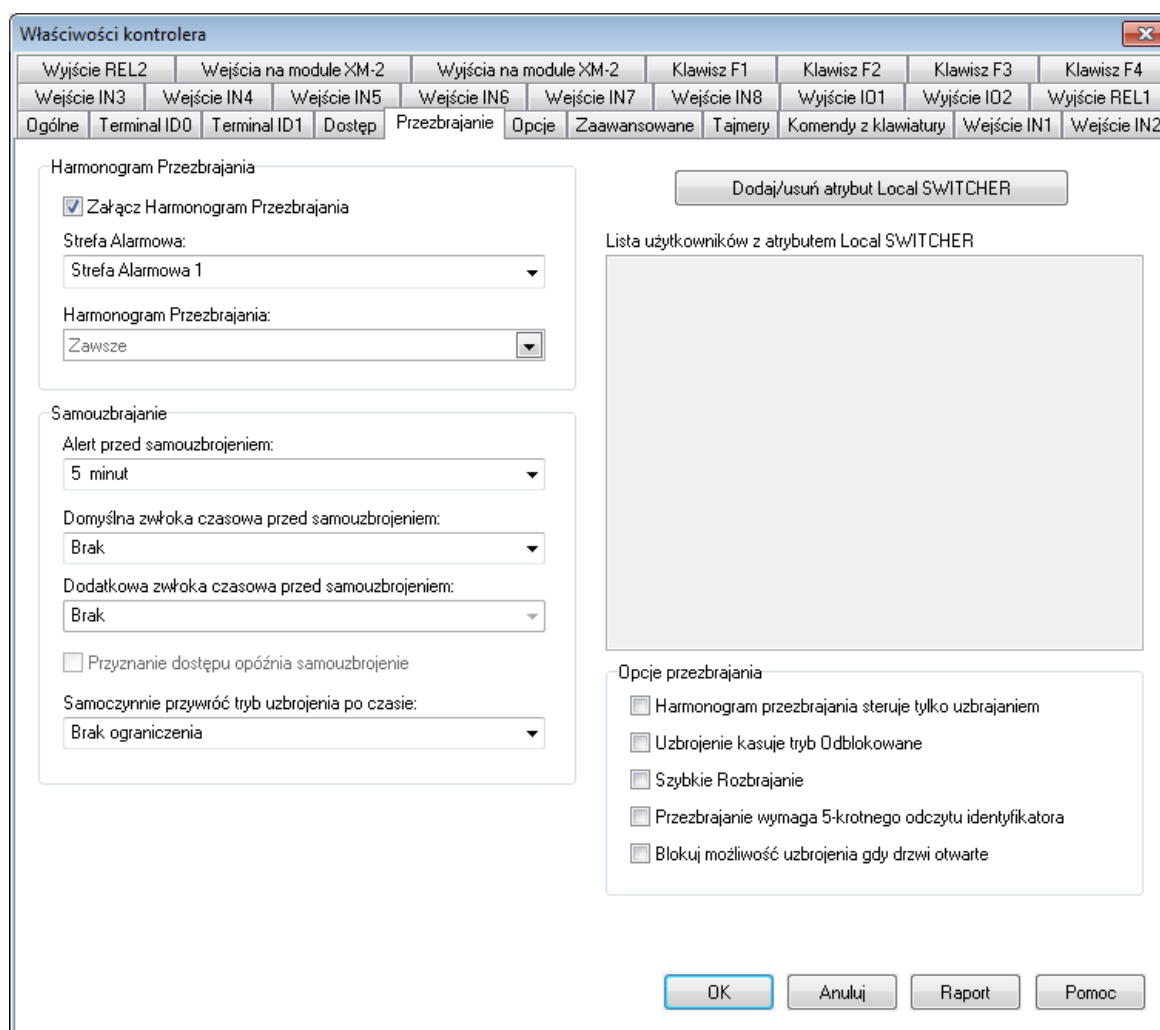 Właściwości kontrolera
Wyjście REL2 Wejścia na module XM-2 Wyjścia na module XM-2 Klawisz F1 Klawisz F2 Klawisz F3 Klawisz F4
Wejście IN3 Wejście IN4 Wejście IN5 Wejście IN6 Wejście IN7 Wejście IN8 Wyjście IO1 Wyjście IO2 Wyjście REL1
Ogólne Terminal ID0 Terminal ID1 Dostęp Przezbrajanie Opcje Zaawansowane Tajmery Komendy z klawiatury Wejście IN1 Wejście IN2
Harmonogram Przezbrajania
Załącz Harmonogram Przezbrajania
Strefa Alarmowa:
Strefa Alarmowa 1
Harmonogram Przezbrajania:
Zawsze
Samouzbrajanie
Alert przed samouzbrojeniem:
5 minut
Domyślna zwłoka czasowa przed samouzbrojeniem:
Brak
Dodatkowa zwłoka czasowa przed samouzbrojeniem:
Brak
Przyznanie dostępu opóźnia samouzbrojenie
Samoczynnie przywróć tryb uzbrojenia po czasie:
Brak ograniczenia
Dodaj/usuń atrybut Local SWITCHER
Lista użytkowników z atrybutem Local SWITCHER
Opcje przezbrajania
Harmonogram przezbrajania steruje tylko uzbrajaniem
Uzbrojenie kasuje tryb Odblokowane
Szybkie Rozbrajanie
Przezbrajanie wymaga 5-krotnego odczytu identyfikatora
Blokuj możliwość uzbrojenia gdy drzwi otwarte
OK Anuluj Raport Pomoc